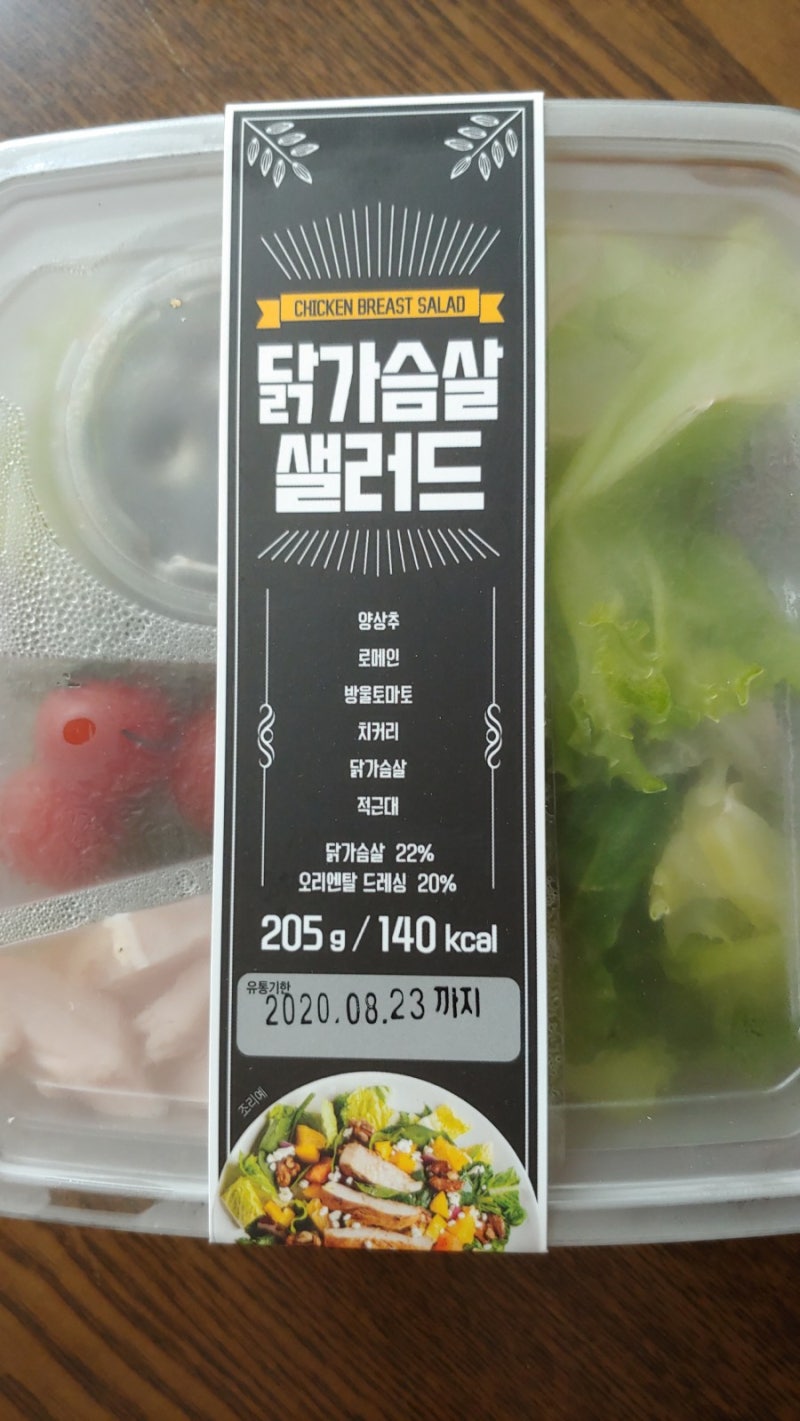 CHICKEN BREAST SALAD
닭가슴살
샐러드
양상추
로메인
방울토마토
치커리
닭가슴살
적근대
닭가슴살 22%
오리엔탈 드레싱 20%
205 g / 140 kcal
유통기한
2020.08.23 까지
조리예